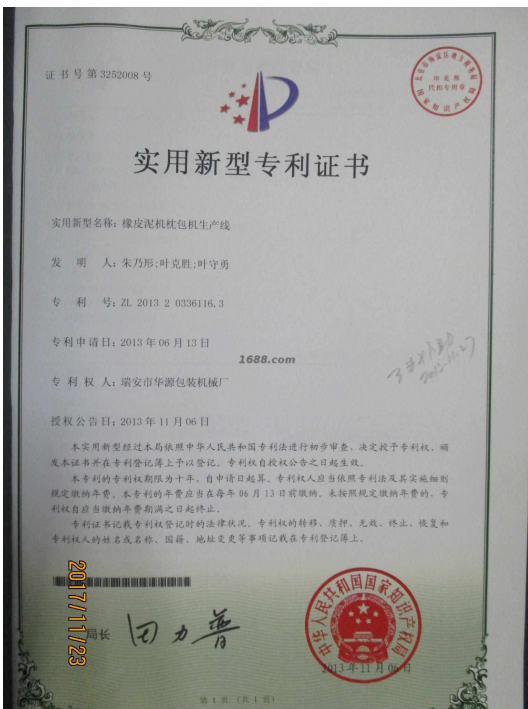 证书号第3252008号
实用新型专利证书
实用新型名称：橡皮泥机枕包机生产线
发 明 人：朱乃形;叶克胜;叶守勇
专 利 号：ZL 2013 2 0336116.3
专利申请日：2013年06月13日
1688.com
专 利 权 人：瑞安市华源包装机械厂
授权公告日：2013年11月06日
本实用新型经过本局依照中华人民共和国专利法进行初步审查，决定授予专利权，颁
发本证书并在专利登记簿上予以登记。专利权自授权公告之日起生效。
本专利的专利权期限为十年，自申请日起算。专利权人应当依照专利法及其实施细则
规定缴纳年费。本专利的年费应当在每年06月13日前缴纳。未按照规定缴纳年费的，专
利权自应当缴纳年费期满之日起终止。
专利证书记载专利权登记时的法律状况。专利权的转移、质押、无效、终止、恢复和
专利权人的姓名或名称、国籍、地址变更等事项记载在专利登记簿上。
2017/11/23
局长
田力普
中华人民共和国国家知识产权局
2013年11月06日
第1页（共1页）